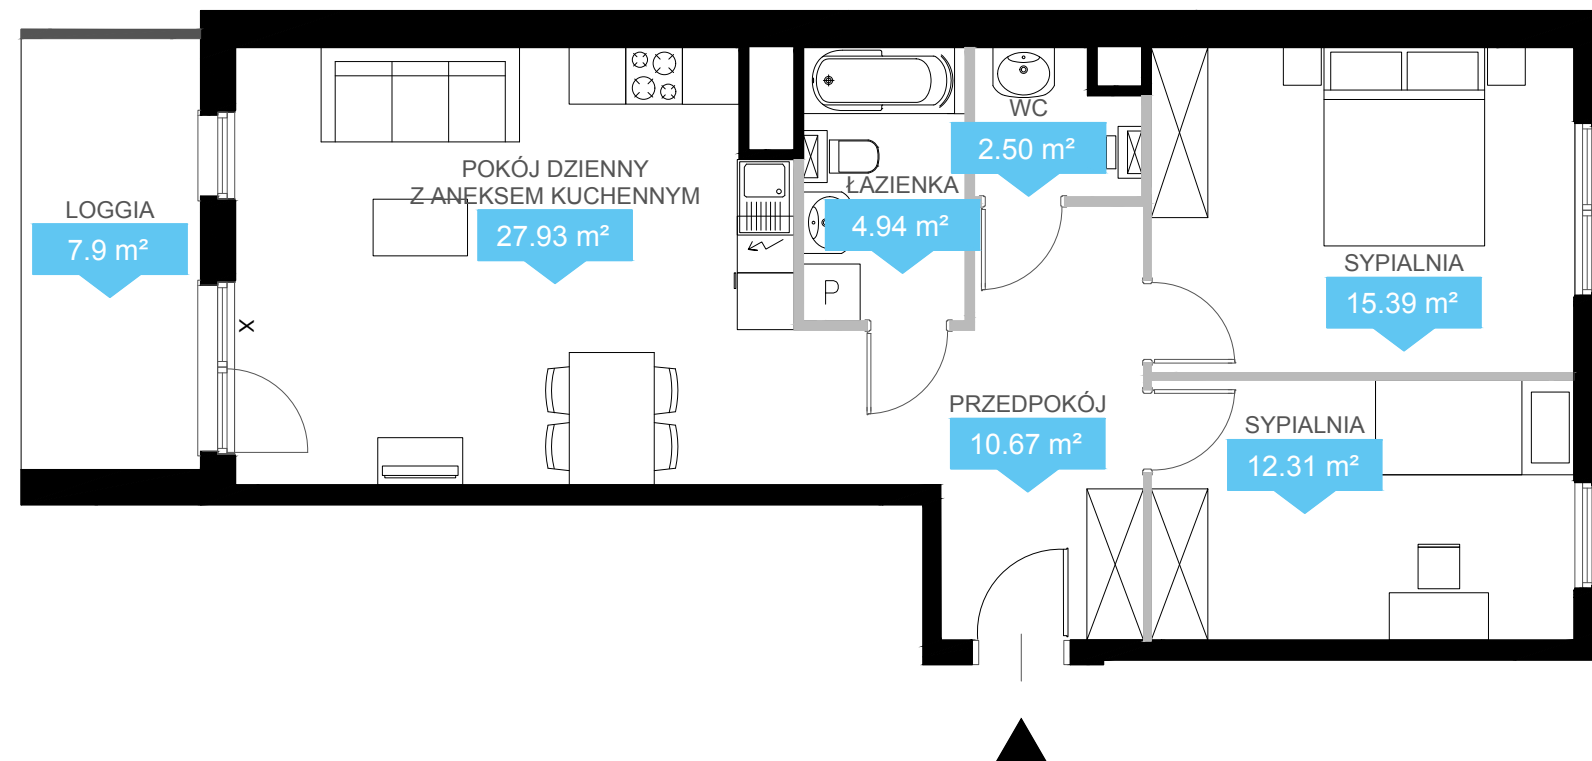 LOGGIA
7.9 m²
POKÓJ DZIENNY
Z ANEKSEM KUCHENNYM
27.93 m²
X
ŁAZIENKA
4.94 m²
P
WC
2.50 m²
PRZEDPOKÓJ
10.67 m²
SYPIALNIA
15.39 m²
SYPIALNIA
12.31 m²